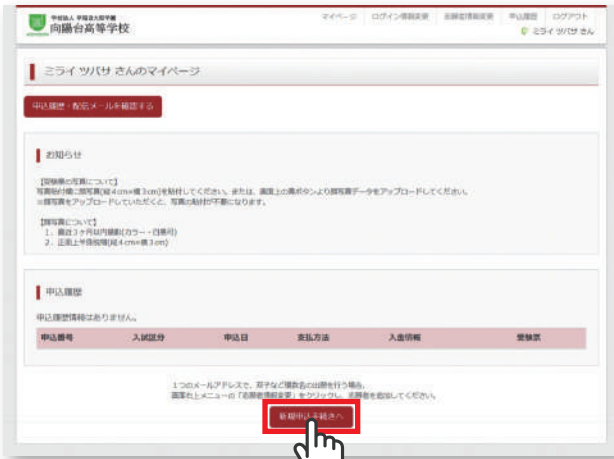 学校法人 早稲田大阪学園
向陽台高等学校
マイページ ログイン情報変更 志願者情報変更 申込履歴 ログアウト
ミライ ツバサ さん
ミライ ツバサ さんのマイページ
申込履歴・配信メールを確認する
お知らせ
【受験票の写真について】
写真貼付欄に顔写真(縦4cm×横3cm)を貼付してください。または、画面上の青ボタンより顔写真データをアップロードしてください。
※顔写真をアップロードしていただくと、写真の貼付が不要になります。
【顔写真について】
1．最近3ヶ月以内撮影(カラー・白黒可)
2．正面上半身脱帽(縦4cm×横3cm)
申込履歴
申込履歴情報はありません。
申込番号 入試区分 申込日 支払方法 入金情報 受験票
1つのメールアドレスで、双子など複数名の出願を行う場合、
画面右上メニューの「志願者情報変更」をクリックし、志願者を追加してください。
新規申込手続きへ